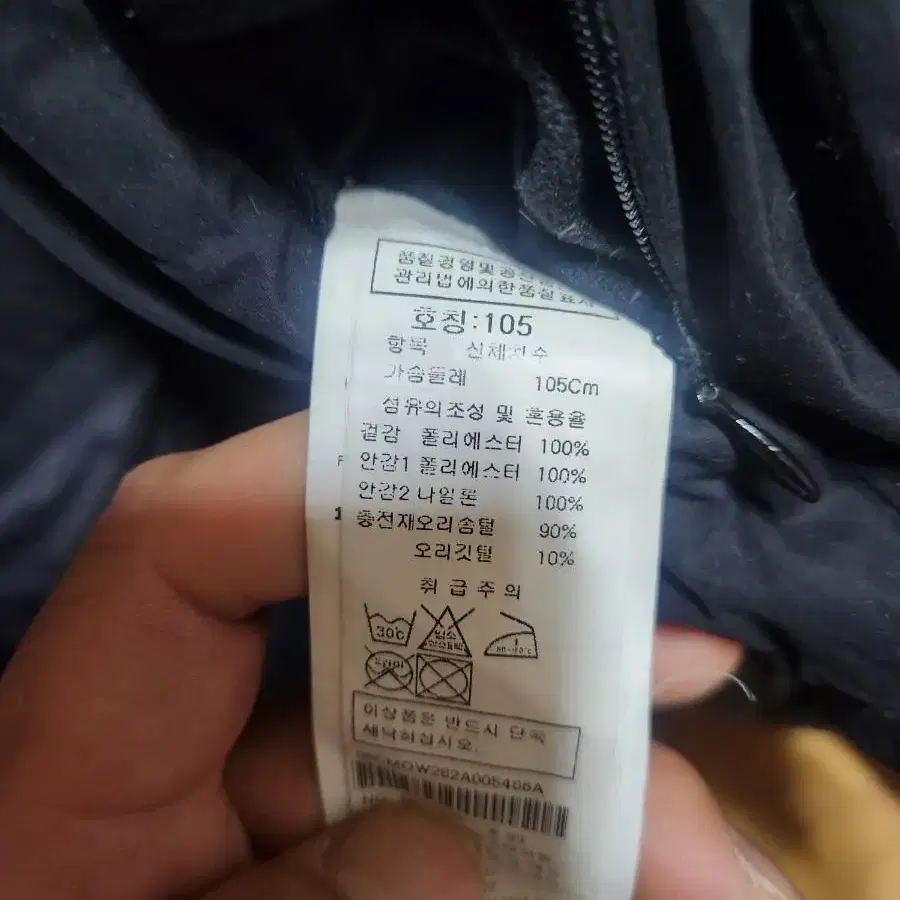 품질경영및공산
관리법에의한품질표시
호칭:105
항목 신체치수
가슴둘레 105Cm
섬유의조성 및 혼용율
겉감 폴리에스터 100%
안감1 폴리에스터 100%
안감2 나일론 100%
충전재오리솜털 90%
오리깃털 10%
취급주의
30℃
드라이
이상품은 반드시 단독
세탁하십시오.